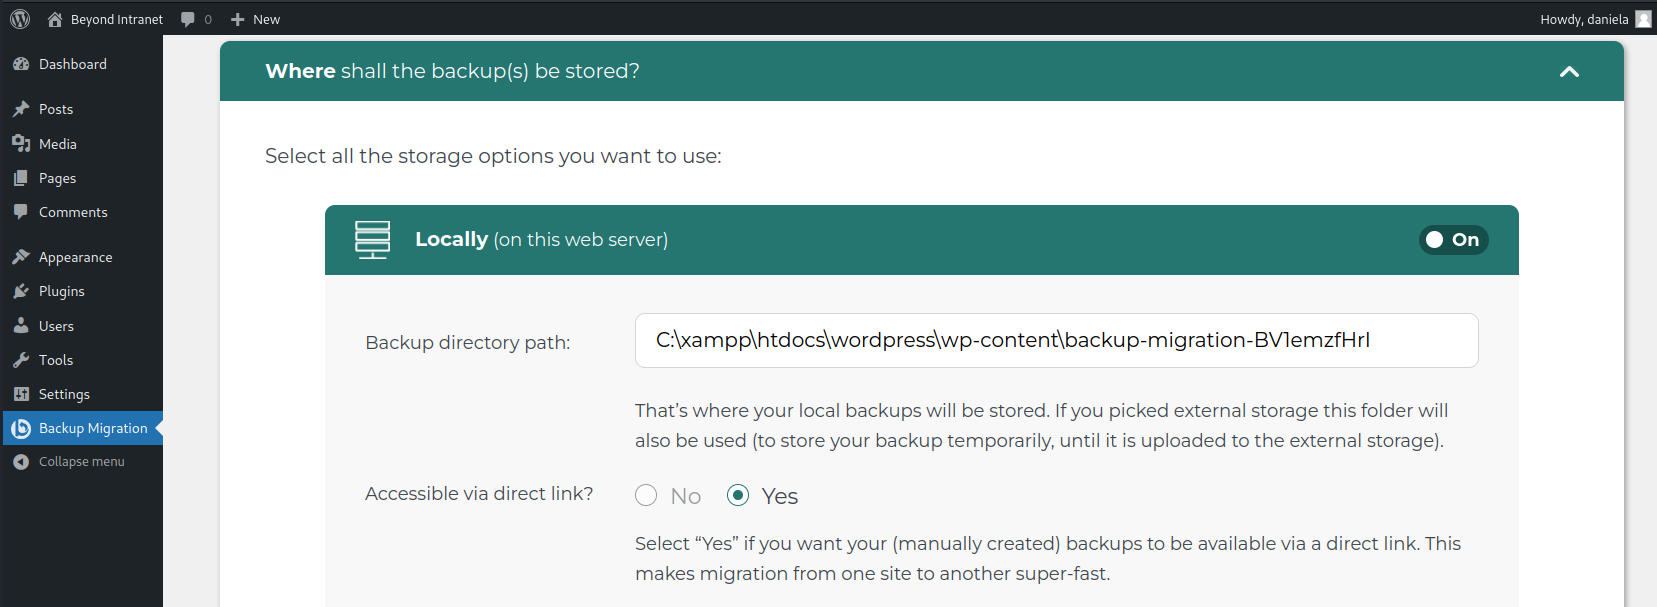 Beyond Intranet 0 New Howdy, daniela
Dashboard
Posts
Media
Pages
Comments
Appearance
Plugins
Users
Tools
Settings
Backup Migration
Collapse menu
Where shall the backup(s) be stored?
Select all the storage options you want to use:
Locally (on this web server) On
Backup directory path: C:\xampp\htdocs\wordpress\wp-content\backup-migration-BV1emzfHrI
That’s where your local backups will be stored. If you picked external storage this folder will
also be used (to store your backup temporarily, until it is uploaded to the external storage).
Accessible via direct link? No Yes
Select “Yes” if you want your (manually created) backups to be available via a direct link. This
makes migration from one site to another super-fast.